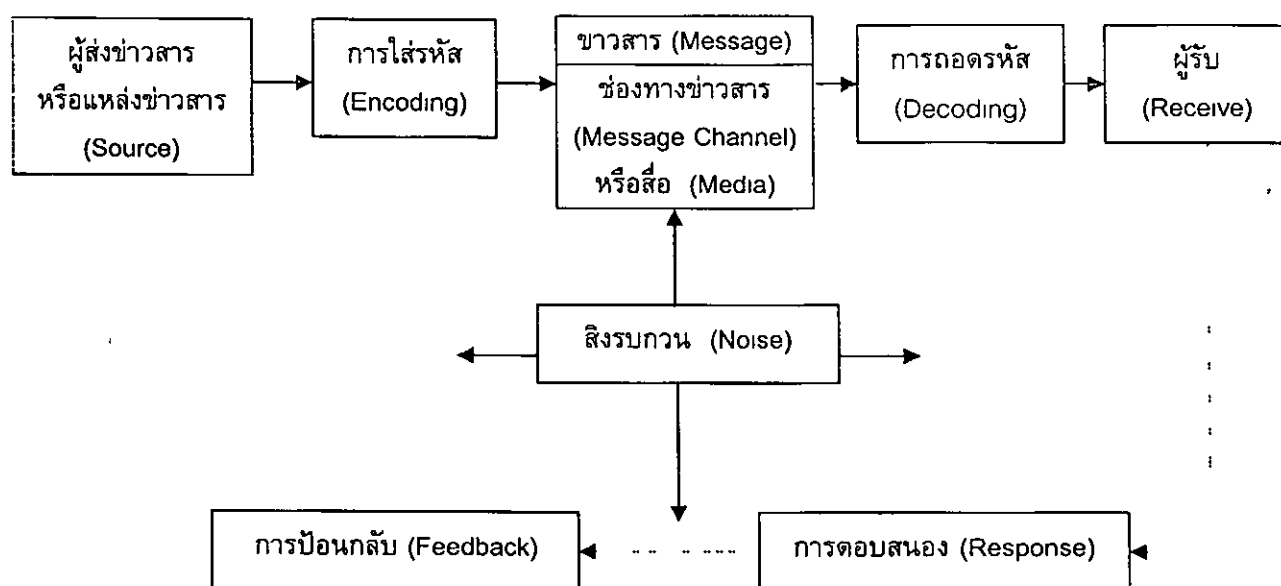 ผู้ส่งข่าวสาร
หรือแหล่งข่าวสาร
(Source)
การใส่รหัส
(Encoding)
ขาวสาร (Message)
ช่องทางข่าวสาร
(Message Channel)
หรือสื่อ (Media)
การถอดรหัส
(Decoding)
ผู้รับ
(Receive)
สิงรบกวน (Noise)
การป้อนกลับ (Feedback)
การตอบสนอง (Response)